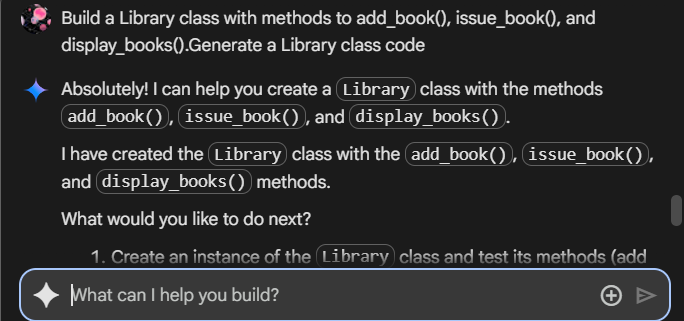 Build a Library class with methods to add_book(), issue_book(), and
display_books().Generate a Library class code
Absolutely! I can help you create a Library class with the methods
add_book(), issue_book(), and display_books().
I have created the Library class with the add_book(), issue_book(),
and display_books() methods.
What would you like to do next?
1. Create an instance of the Library class and test its methods (add
What can I help you build?